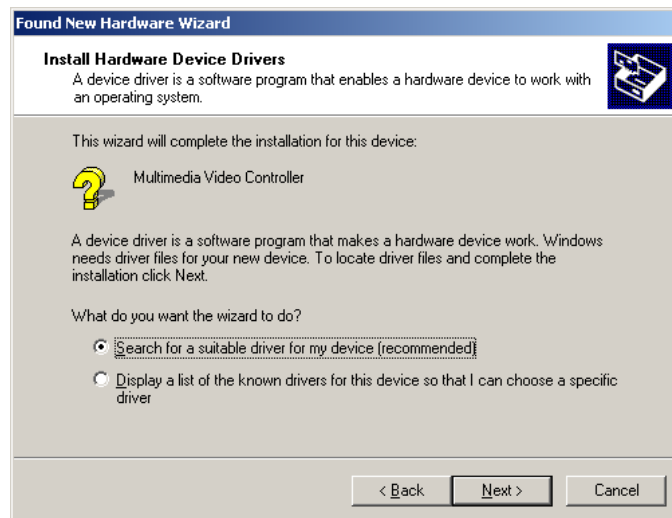 Found New Hardware Wizard
Install Hardware Device Drivers
A device driver is a software program that enables a hardware device to work with
an operating system.
This wizard will complete the installation for this device:
Multimedia Video Controller
A device driver is a software program that makes a hardware device work. Windows
needs driver files for your new device. To locate driver files and complete the
installation click Next.
What do you want the wizard to do?
Search for a suitable driver for my device (recommended)
Display a list of the known drivers for this device so that I can choose a specific
driver
< Back Next > Cancel